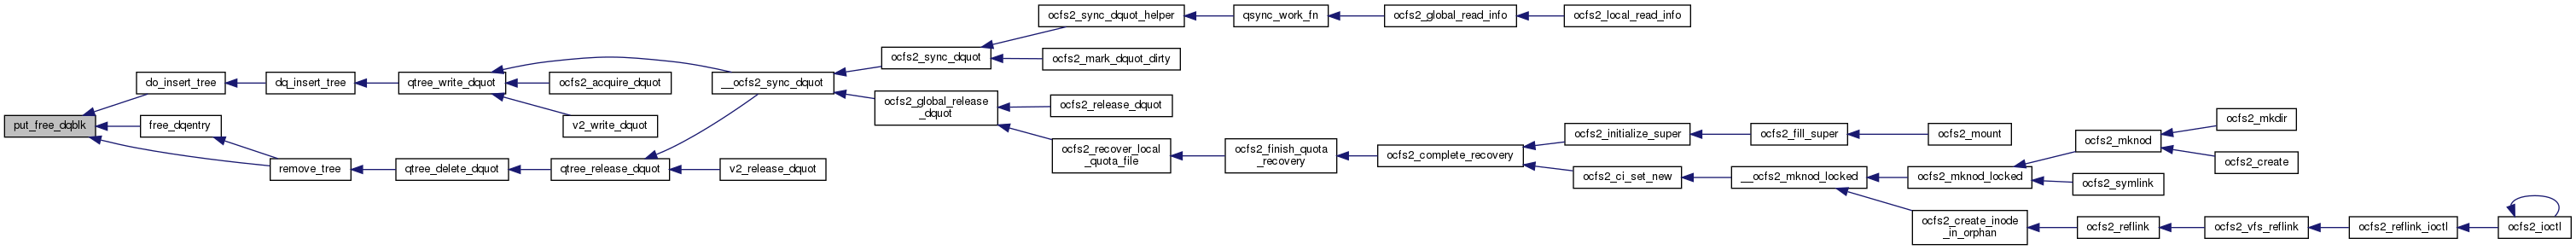 ocfs2_sync_dquot_helper
qsync_work_fn
ocfs2_global_read_info
ocfs2_local_read_info
ocfs2_sync_dquot
ocfs2_mark_dquot_dirty
do_insert_tree
dq_insert_tree
qtree_write_dquot
ocfs2_acquire_dquot
__ocfs2_sync_dquot
ocfs2_global_release
_dquot
ocfs2_release_dquot
put_free_dqblk
free_dqentry
v2_write_dquot
ocfs2_mkdir
ocfs2_initialize_super
ocfs2_fill_super
ocfs2_mount
ocfs2_mknod
ocfs2_recover_local
_quota_file
ocfs2_finish_quota
_recovery
ocfs2_complete_recovery
ocfs2_create
remove_tree
qtree_delete_dquot
qtree_release_dquot
v2_release_dquot
ocfs2_ci_set_new
__ocfs2_mknod_locked
ocfs2_mknod_locked
ocfs2_symlink
ocfs2_create_inode
_in_orphan
ocfs2_reflink
ocfs2_vfs_reflink
ocfs2_reflink_ioctl
ocfs2_ioctl